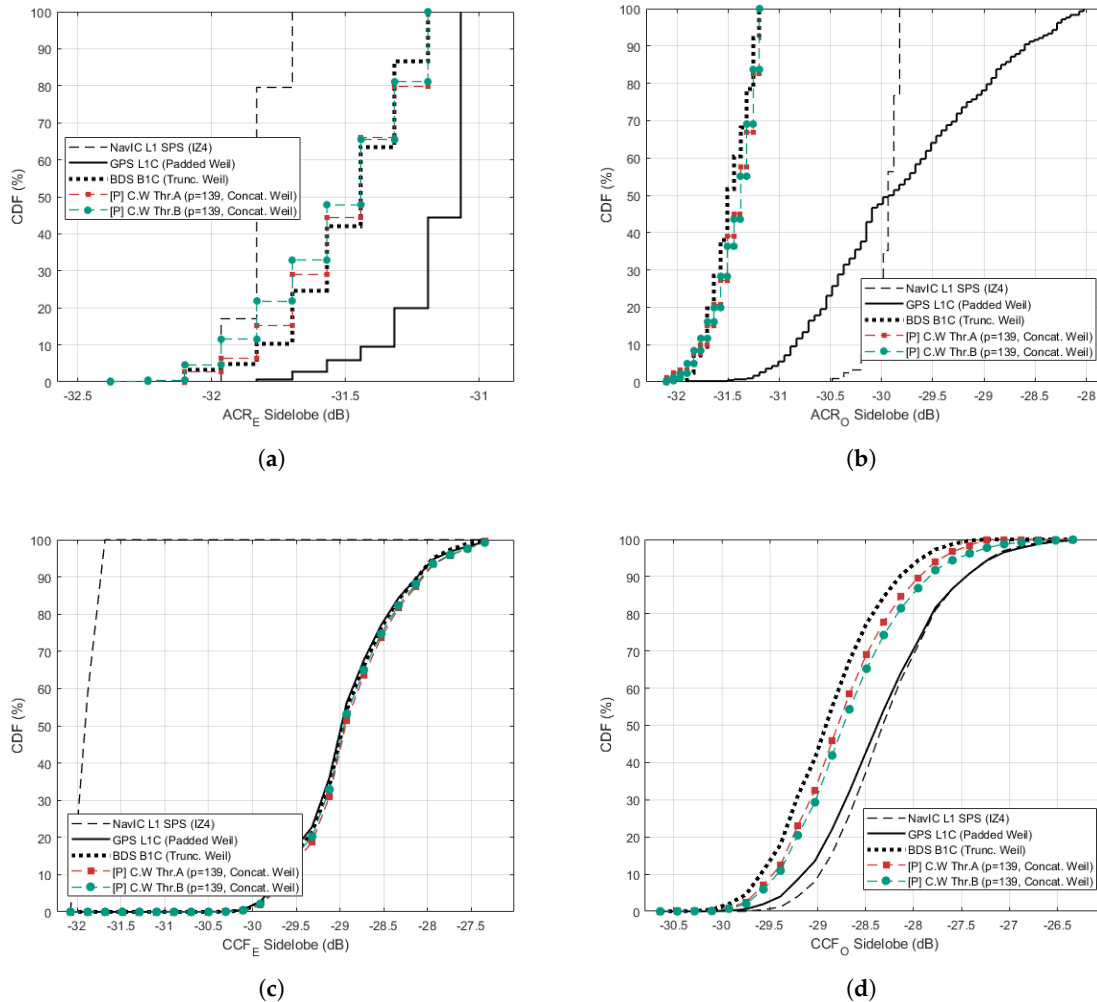 100
90
80
70
60
50
40
30
20
10
0
CDF (%)
NavIC L1 SPS (IZ4)
GPS L1C (Padded Weil)
BDS B1C (Trunc. Weil)
[P] C.W Thr.A (p=139, Concat. Weil)
[P] C.W Thr.B (p=139, Concat. Weil)
-32.5 -32 -31.5 -31
ACR_E Sidelobe (dB)
(a)
100
90
80
70
60
50
40
30
20
10
0
CDF (%)
NavIC L1 SPS (IZ4)
GPS L1C (Padded Weil)
BDS B1C (Trunc. Weil)
[P] C.W Thr.A (p=139, Concat. Weil)
[P] C.W Thr.B (p=139, Concat. Weil)
-32 -31.5 -31 -30.5 -30 -29.5 -29 -28.5 -28
ACR_O Sidelobe (dB)
(b)
100
90
80
70
60
50
40
30
20
10
0
CDF (%)
NavIC L1 SPS (IZ4)
GPS L1C (Padded Weil)
BDS B1C (Trunc. Weil)
[P] C.W Thr.A (p=139, Concat. Weil)
[P] C.W Thr.B (p=139, Concat. Weil)
-32 -31.5 -31 -30.5 -30 -29.5 -29 -28.5 -28 -27.5
CCF_E Sidelobe (dB)
(c)
100
90
80
70
60
50
40
30
20
10
0
CDF (%)
NavIC L1 SPS (IZ4)
GPS L1C (Padded Weil)
BDS B1C (Trunc. Weil)
[P] C.W Thr.A (p=139, Concat. Weil)
[P] C.W Thr.B (p=139, Concat. Weil)
-30.5 -30 -29.5 -29 -28.5 -28 -27.5 -27 -26.5
CCF_O Sidelobe (dB)
(d)